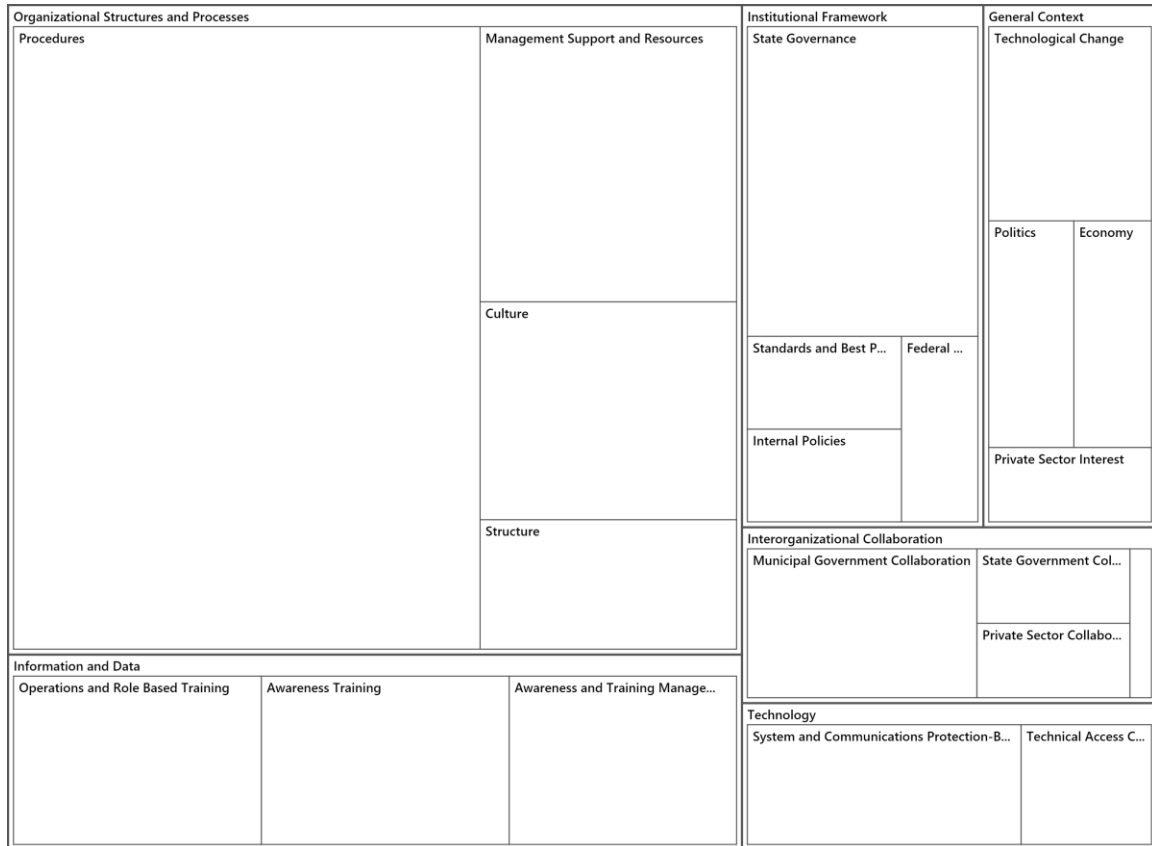 Organizational Structures and Processes
Procedures
Management Support and Resources
Culture
Structure
Information and Data
Operations and Role Based Training
Awareness Training
Awareness and Training Manage...
Institutional Framework
State Governance
Standards and Best P...
Federal ...
Internal Policies
General Context
Technological Change
Politics
Economy
Private Sector Interest
Interorganizational Collaboration
Municipal Government Collaboration
State Government Col...
Private Sector Collabo...
Technology
System and Communications Protection-B...
Technical Access C...